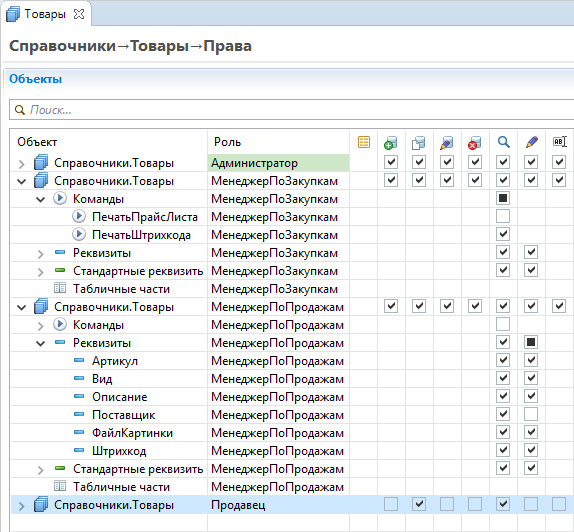 Товары
Справочники→Товары→Права
Объекты
Поиск...
Объект Роль
Справочники.Товары Администратор
Справочники.Товары МенеджерПоЗакупкам
Команды МенеджерПоЗакупкам
ПечатьПрайсЛиста МенеджерПоЗакупкам
ПечатьШтрихкода МенеджерПоЗакупкам
Реквизиты МенеджерПоЗакупкам
Стандартные реквизить МенеджерПоЗакупкам
Табличные части МенеджерПоЗакупкам
Справочники.Товары МенеджерПоПродажам
Команды МенеджерПоПродажам
Реквизиты МенеджерПоПродажам
Артикул МенеджерПоПродажам
Вид МенеджерПоПродажам
Описание МенеджерПоПродажам
Поставщик МенеджерПоПродажам
ФайлКартинки МенеджерПоПродажам
Штрихкод МенеджерПоПродажам
Стандартные реквизить МенеджерПоПродажам
Табличные части МенеджерПоПродажам
Справочники.Товары Продавец